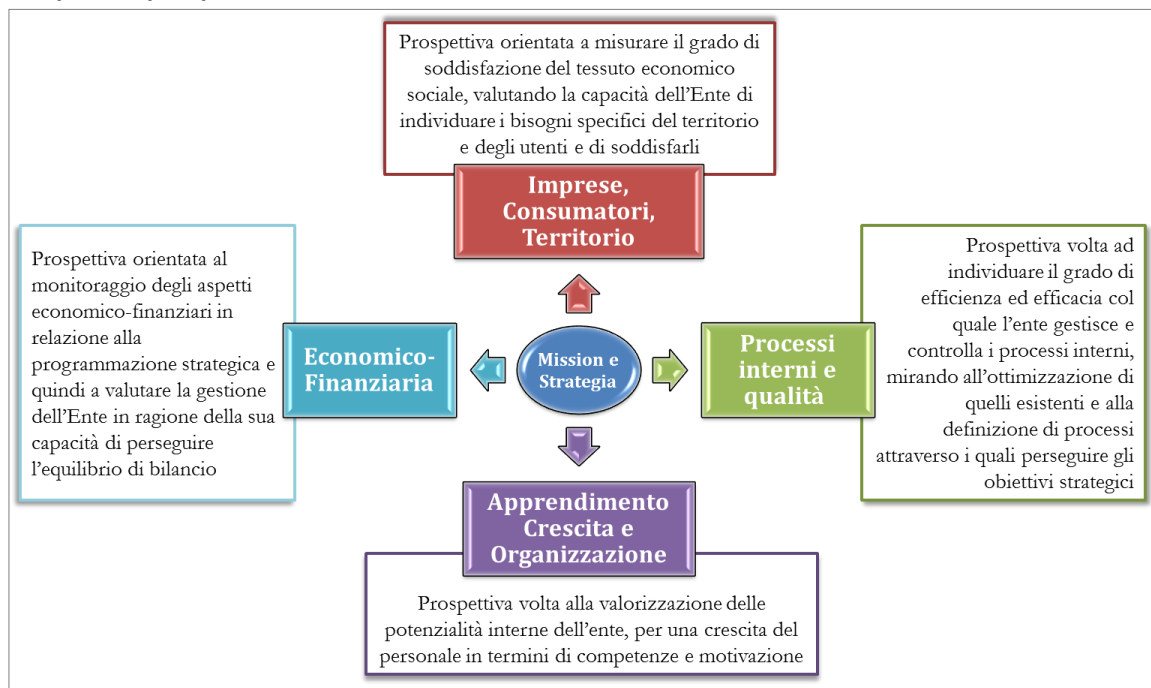 Prospettiva orientata a misurare il grado di
soddisfazione del tessuto economico
sociale, valutando la capacità dell'Ente di
individuare i bisogni specifici del territorio
e degli utenti e di soddisfarli
Imprese,
Consumatori,
Territorio
Prospettiva orientata al
monitoraggio degli aspetti
economico-finanziari in
relazione alla
programmazione strategica e
quindi a valutare la gestione
dell'Ente in ragione della sua
capacità di perseguire
l'equilibrio di bilancio
Economico-
Finanziaria
Mission e
Strategia
Processi
interni e
qualità
Prospettiva volta ad
individuare il grado di
efficienza ed efficacia col
quale l'ente gestisce e
controlla i processi interni,
mirando all'ottimizzazione di
quelli esistenti e alla
definizione di processi
attraverso i quali perseguire gli
obiettivi strategici
Apprendimento
Crescita e
Organizzazione
Prospettiva volta alla valorizzazione delle
potenzialità interne dell'ente, per una crescita del
personale in termini di competenze e motivazione